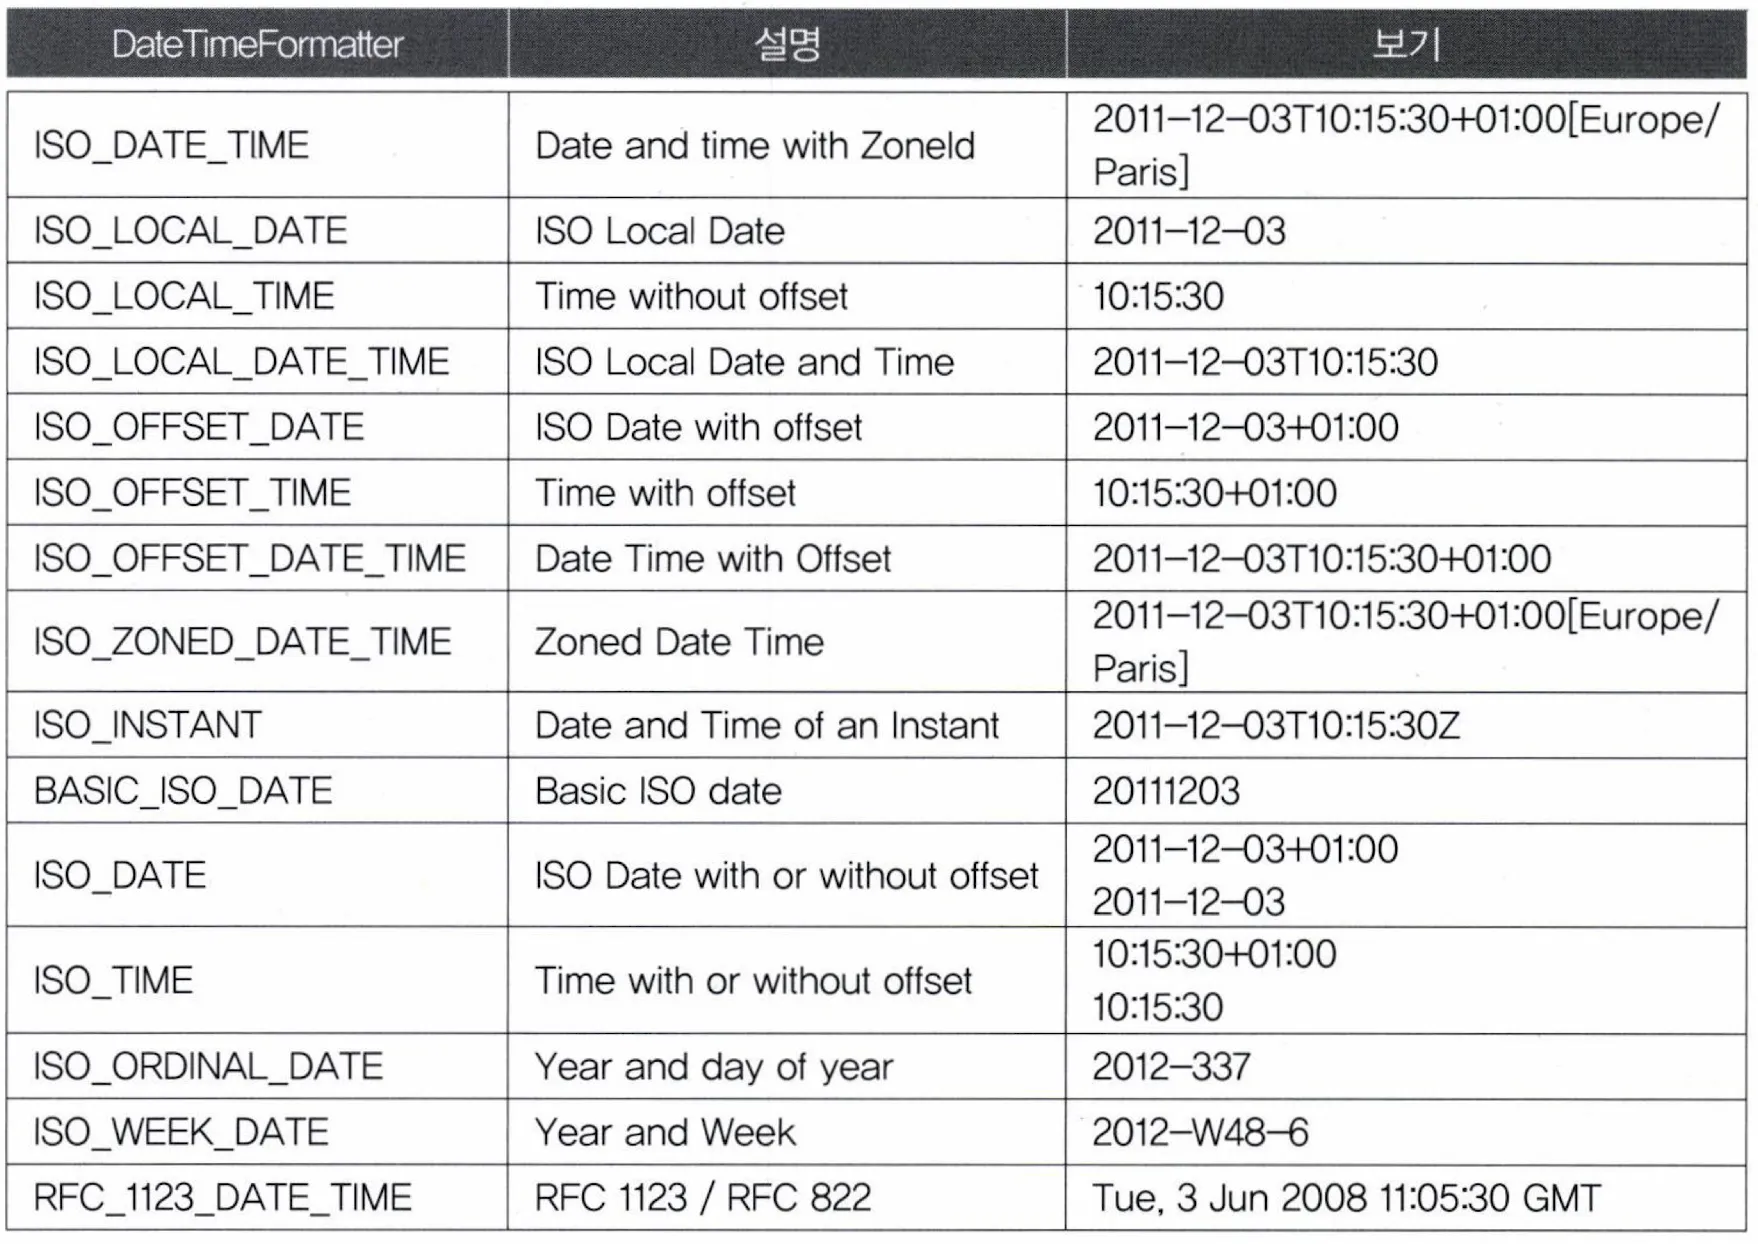 DateTimeFormatter 설명 보기
ISO_DATE_TIME Date and time with ZoneId 2011-12-03T10:15:30+01:00[Europe/
Paris]
ISO_LOCAL_DATE ISO Local Date 2011-12-03
ISO_LOCAL_TIME Time without offset 10:15:30
ISO_LOCAL_DATE_TIME ISO Local Date and Time 2011-12-03T10:15:30
ISO_OFFSET_DATE ISO Date with offset 2011-12-03+01:00
ISO_OFFSET_TIME Time with offset 10:15:30+01:00
ISO_OFFSET_DATE_TIME Date Time with Offset 2011-12-03T10:15:30+01:00
ISO_ZONED_DATE_TIME Zoned Date Time 2011-12-03T10:15:30+01:00[Europe/
Paris]
ISO_INSTANT Date and Time of an Instant 2011-12-03T10:15:30Z
BASIC_ISO_DATE Basic ISO date 20111203
ISO_DATE ISO Date with or without offset 2011-12-03+01:00
2011-12-03
ISO_TIME Time with or without offset 10:15:30+01:00
10:15:30
ISO_ORDINAL_DATE Year and day of year 2012-337
ISO_WEEK_DATE Year and Week 2012-W48-6
RFC_1123_DATE_TIME RFC 1123 / RFC 822 Tue, 3 Jun 2008 11:05:30 GMT